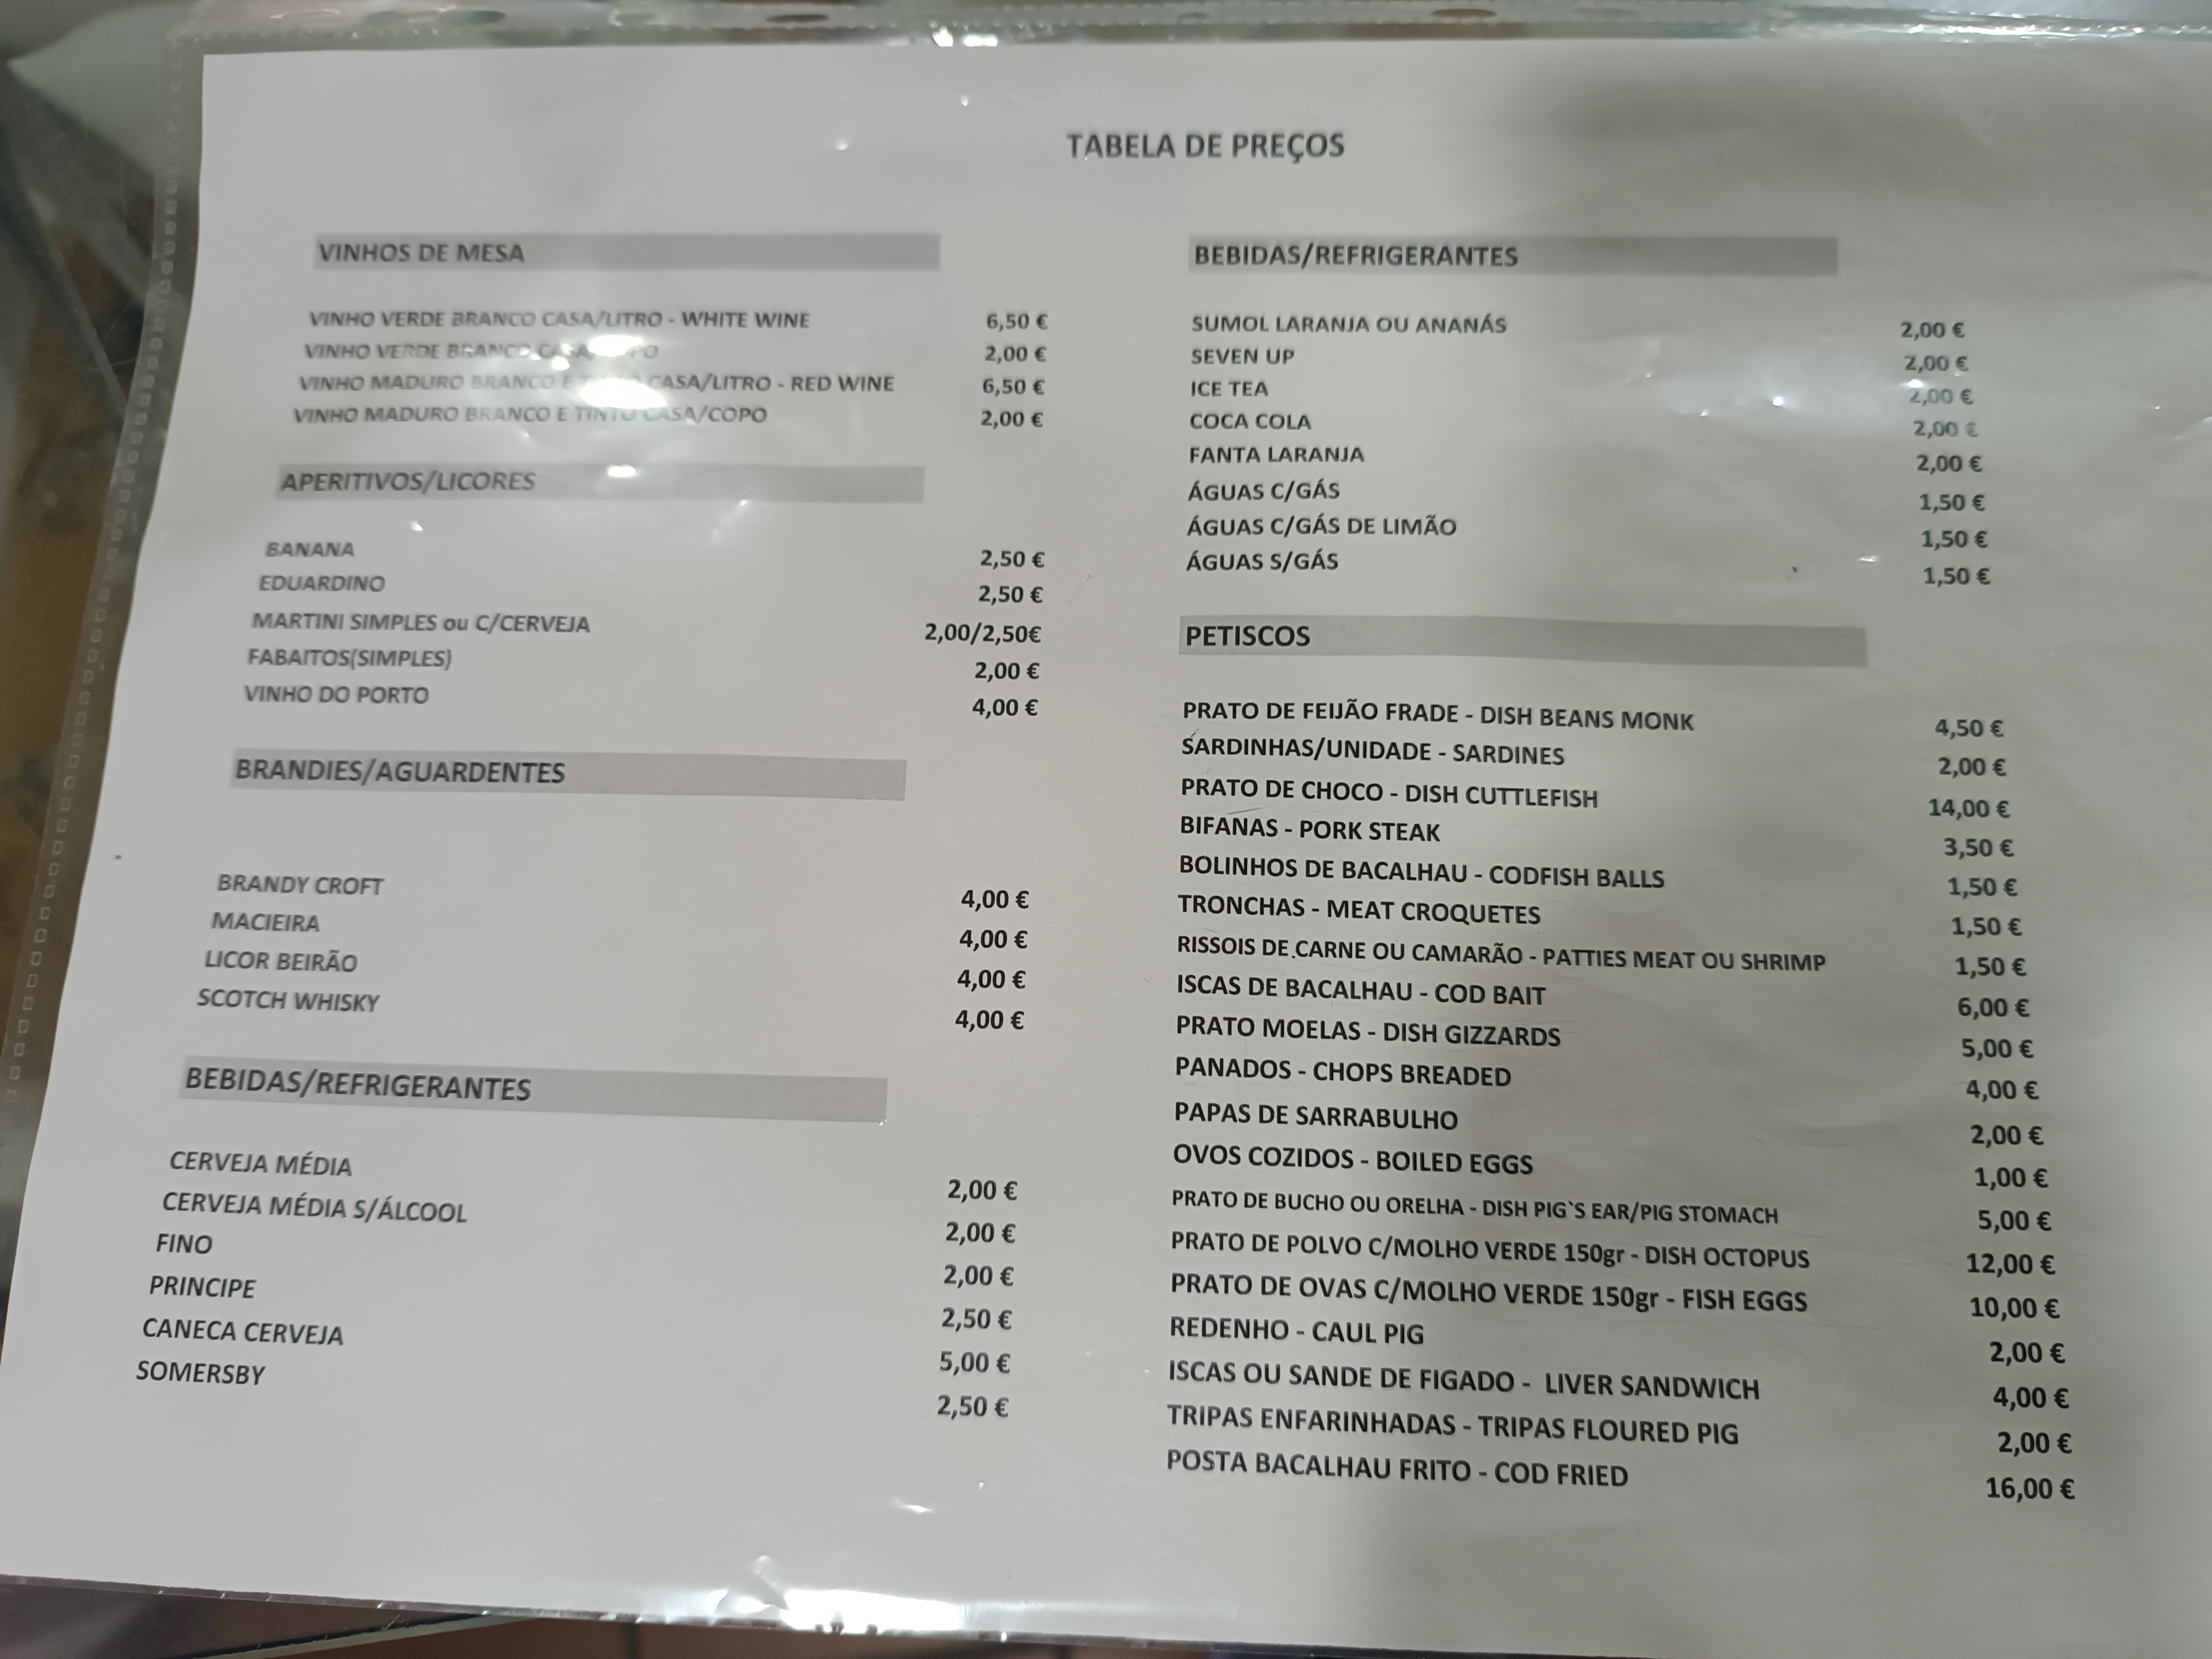 TABELA DE PREÇOS
VINHOS DE MESA
VINHO VERDE BRANCO CASA/LITRO - WHITE WINE 6,50 €
VINHO VERDE BRANCO CASA/COPO 2,00 €
VINHO MADURO BRANCO E TINTO CASA/LITRO - RED WINE 6,50 €
VINHO MADURO BRANCO E TINTO CASA/COPO 2,00 €
APERITIVOS/LICORES
BANANA 2,50 €
EDUARDINO 2,50 €
MARTINI SIMPLES ou C/CERVEJA 2,00/2,50€
FABAITOS(SIMPLES) 2,00 €
VINHO DO PORTO 4,00 €
BRANDIES/AGUARDENTES
BRANDY CROFT 4,00 €
MACIEIRA 4,00 €
LICOR BEIRÃO 4,00 €
SCOTCH WHISKY 4,00 €
BEBIDAS/REFRIGERANTES
CERVEJA MÉDIA 2,00 €
CERVEJA MÉDIA S/ÁLCOOL 2,00 €
FINO 2,00 €
PRINCIPE 2,50 €
CANECA CERVEJA 5,00 €
SOMERSBY 2,50 €
BEBIDAS/REFRIGERANTES
SUMOL LARANJA OU ANANÁS 2,00 €
SEVEN UP 2,00 €
ICE TEA 2,00 €
COCA COLA 2,00 €
FANTA LARANJA 2,00 €
ÁGUAS C/GÁS 1,50 €
ÁGUAS C/GÁS DE LIMÃO 1,50 €
ÁGUAS S/GÁS 1,50 €
PETISCOS
PRATO DE FEIJÃO FRADE - DISH BEANS MONK 4,50 €
SARDINHAS/UNIDADE - SARDINES 2,00 €
PRATO DE CHOCO - DISH CUTTLEFISH 14,00 €
BIFANAS - PORK STEAK 3,50 €
BOLINHOS DE BACALHAU - CODFISH BALLS 1,50 €
TRONCHAS - MEAT CROQUETES 1,50 €
RISSOIS DE CARNE OU CAMARÃO - PATTIES MEAT OU SHRIMP 1,50 €
ISCAS DE BACALHAU - COD BAIT 6,00 €
PRATO MOELAS - DISH GIZZARDS 5,00 €
PANADOS - CHOPS BREADED 4,00 €
PAPAS DE SARRABULHO 2,00 €
OVOS COZIDOS - BOILED EGGS 1,00 €
PRATO DE BUCHO OU ORELHA - DISH PIG`S EAR/PIG STOMACH 5,00 €
PRATO DE POLVO C/MOLHO VERDE 150gr - DISH OCTOPUS 12,00 €
PRATO DE OVAS C/MOLHO VERDE 150gr - FISH EGGS 10,00 €
REDENHO - CAUL PIG 2,00 €
ISCAS OU SANDE DE FIGADO - LIVER SANDWICH 4,00 €
TRIPAS ENFARINHADAS - TRIPAS FLOURED PIG 2,00 €
POSTA BACALHAU FRITO - COD FRIED 16,00 €